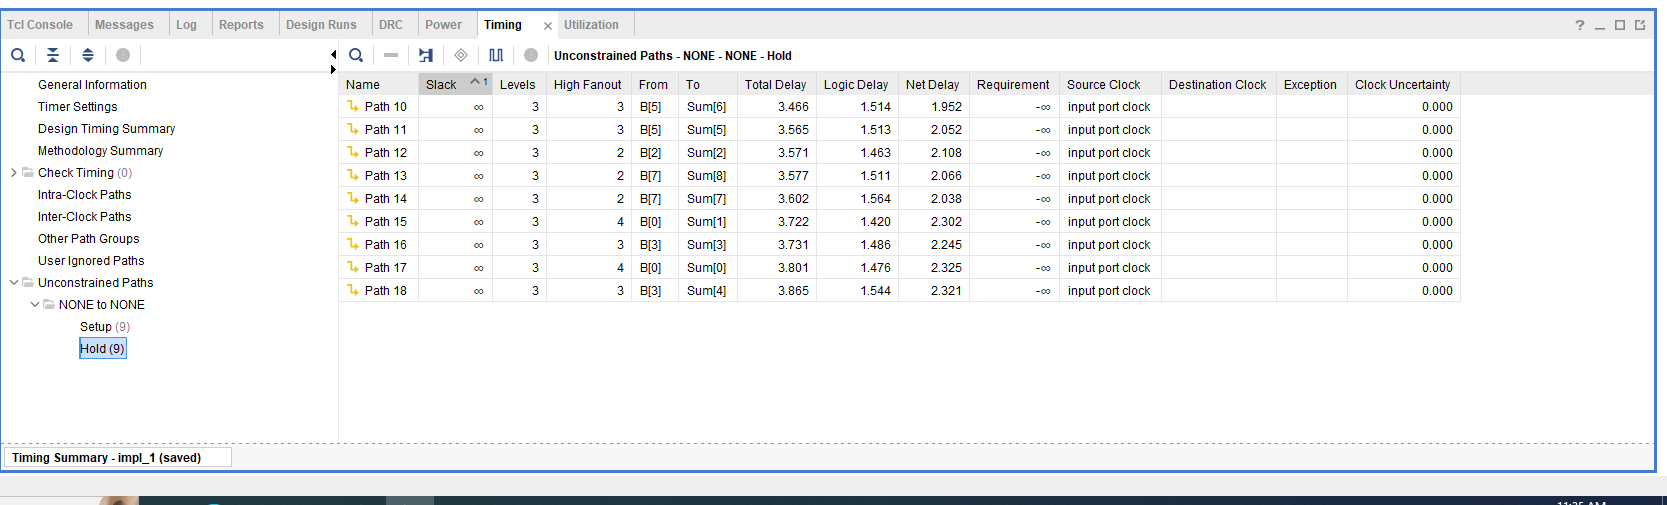 Tcl Console Messages Log Reports Design Runs DRC Power Timing × Utilization ?
Unconstrained Paths - NONE - NONE - Hold
General Information
Timer Settings
Design Timing Summary
Methodology Summary
Check Timing (0)
Intra-Clock Paths
Inter-Clock Paths
Other Path Groups
User Ignored Paths
Unconstrained Paths
NONE to NONE
Setup (9)
Hold (9)
Name Slack 1 Levels High Fanout From To Total Delay Logic Delay Net Delay Requirement Source Clock Destination Clock Exception Clock Uncertainty
Path 10 ∞ 3 3 B[5] Sum[6] 3.466 1.514 1.952 -∞ input port clock 0.000
Path 11 ∞ 3 3 B[5] Sum[5] 3.565 1.513 2.052 -∞ input port clock 0.000
Path 12 ∞ 3 2 B[2] Sum[2] 3.571 1.463 2.108 -∞ input port clock 0.000
Path 13 ∞ 3 2 B[7] Sum[8] 3.577 1.511 2.066 -∞ input port clock 0.000
Path 14 ∞ 3 2 B[7] Sum[7] 3.602 1.564 2.038 -∞ input port clock 0.000
Path 15 ∞ 3 4 B[0] Sum[1] 3.722 1.420 2.302 -∞ input port clock 0.000
Path 16 ∞ 3 3 B[3] Sum[3] 3.731 1.486 2.245 -∞ input port clock 0.000
Path 17 ∞ 3 4 B[0] Sum[0] 3.801 1.476 2.325 -∞ input port clock 0.000
Path 18 ∞ 3 3 B[3] Sum[4] 3.865 1.544 2.321 -∞ input port clock 0.000
Timing Summary - impl_1 (saved)